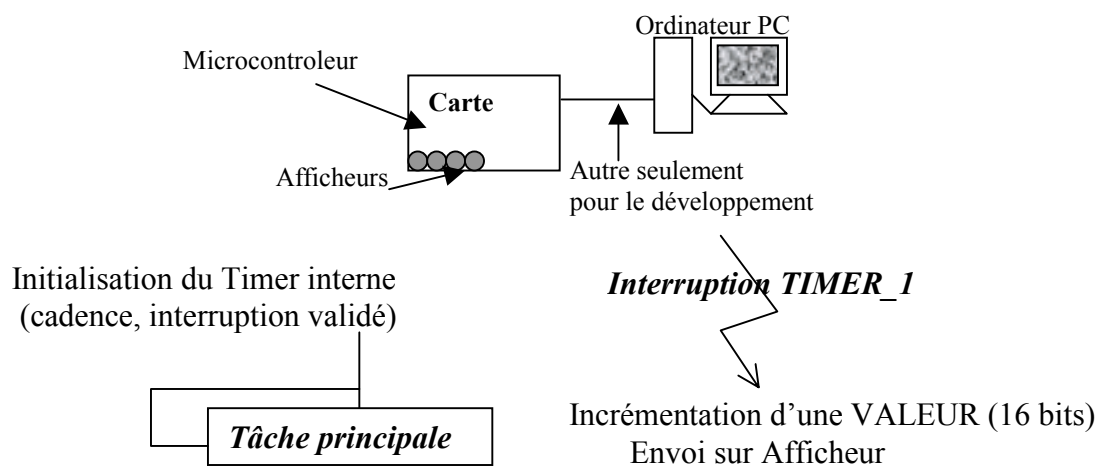 Ordinateur PC
Microcontroleur
Carte
Afficheurs
Autre seulement
pour le développement
Initialisation du Timer interne
(cadence, interruption validé)
Interruption TIMER_1
Tâche principale
Incrémentation d'une VALEUR (16 bits)
Envoi sur Afficheur